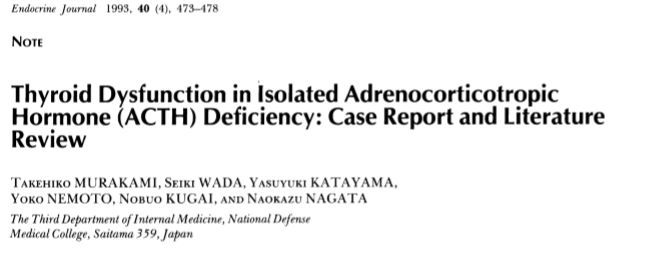 Endocrine Journal 1993, 40 (4), 473–478
NOTE
Thyroid Dysfunction in Isolated Adrenocorticotropic
Hormone (ACTH) Deficiency: Case Report and Literature
Review
TAKEHIKO MURAKAMI, SEIKI WADA, YASUYUKI KATAYAMA,
YOKO NEMOTO, NOBUO KUGAI, AND NAOKAZU NAGATA
The Third Department of Internal Medicine, National Defense
Medical College, Saitama 359, Japan